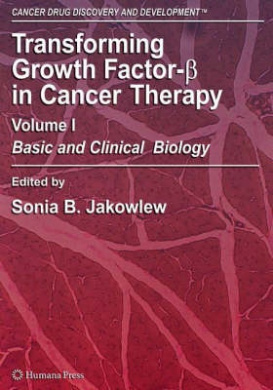 CANCER DRUG DISCOVERY AND DEVELOPMENT™
Transforming
Growth Factor-β
in Cancer Therapy
Volume I
Basic and Clinical Biology
Edited by
Sonia B. Jakowlew
Humana Press